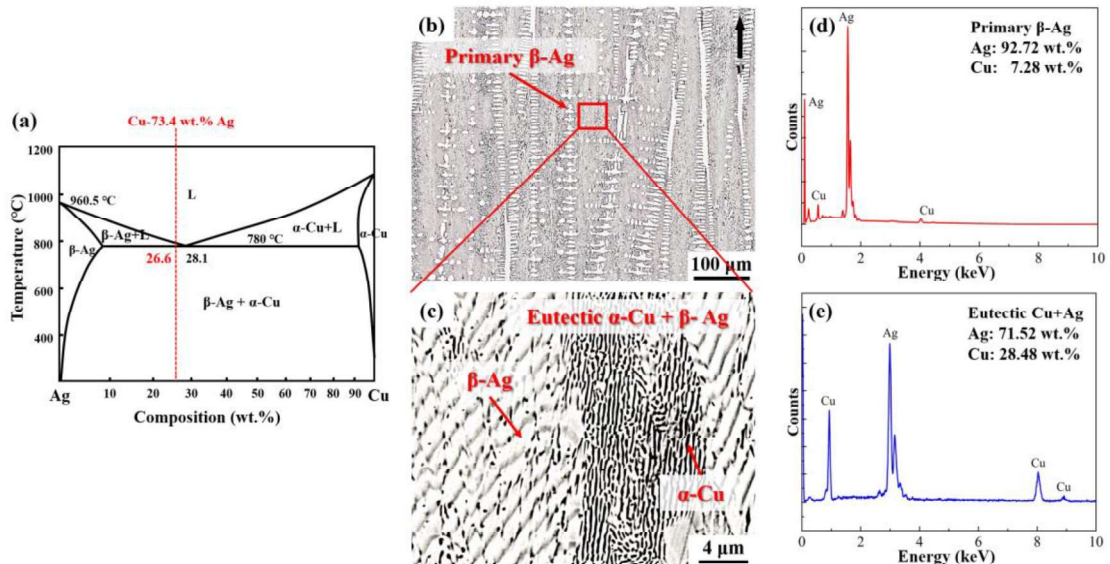 (a)
Cu-73.4 wt.% Ag
1200
1000
800
600
400
Temperature (°C)
960.5 °C
L
β-Ag+L
α-Cu+L
α-Cu
β-Ag
780 °C
26.6
28.1
β-Ag + α-Cu
Ag
10
20
30
40
50
60
70
80
90
Cu
Composition (wt.%)
(b)
Primary β-Ag
v
100 μm
(c)
Eutectic α-Cu + β- Ag
β-Ag
α-Cu
4 μm
(d)
Ag
Primary β-Ag
Ag: 92.72 wt.%
Cu: 7.28 wt.%
Ag
Cu
Cu
Counts
0
2
4
6
8
10
Energy (keV)
(e)
Eutectic Cu+Ag
Ag: 71.52 wt.%
Cu: 28.48 wt.%
Ag
Cu
Cu
Cu
Counts
0
2
4
6
8
10
Energy (keV)